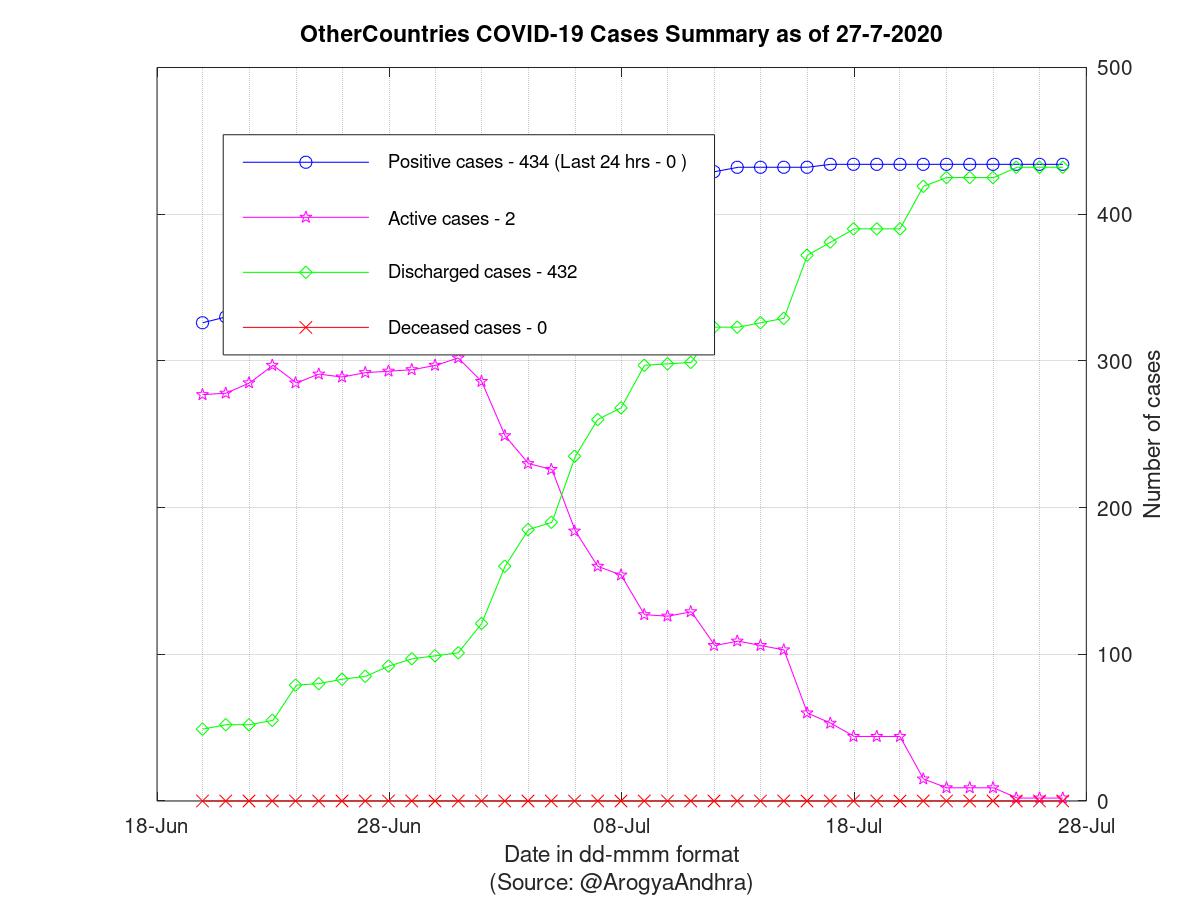 OtherCountries COVID-19 Cases Summary as of 27-7-2020
500
400
300
200
100
0
Number of cases
Positive cases - 434 (Last 24 hrs - 0 )
Active cases - 2
Discharged cases - 432
Deceased cases - 0
18-Jun 28-Jun 08-Jul 18-Jul 28-Jul
Date in dd-mmm format
(Source: @ArogyaAndhra)